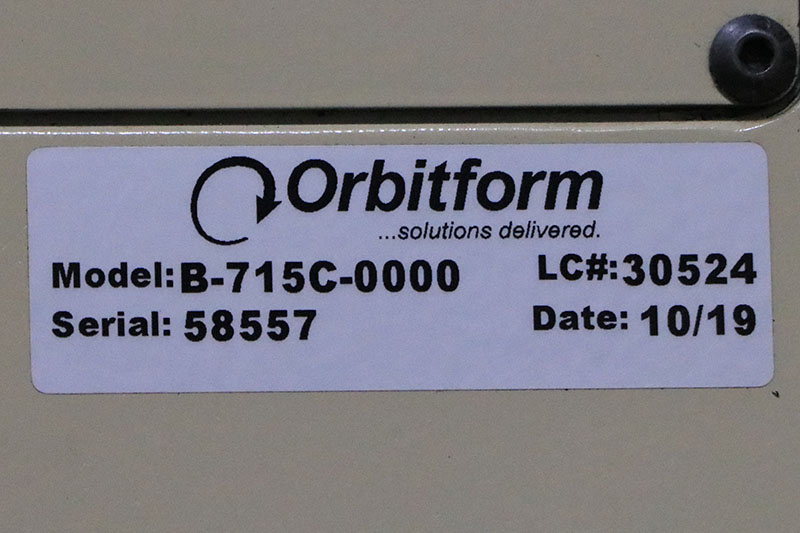 Orbitform
...solutions delivered.
Model: B-715C-0000 LC#: 30524
Serial: 58557 Date: 10/19